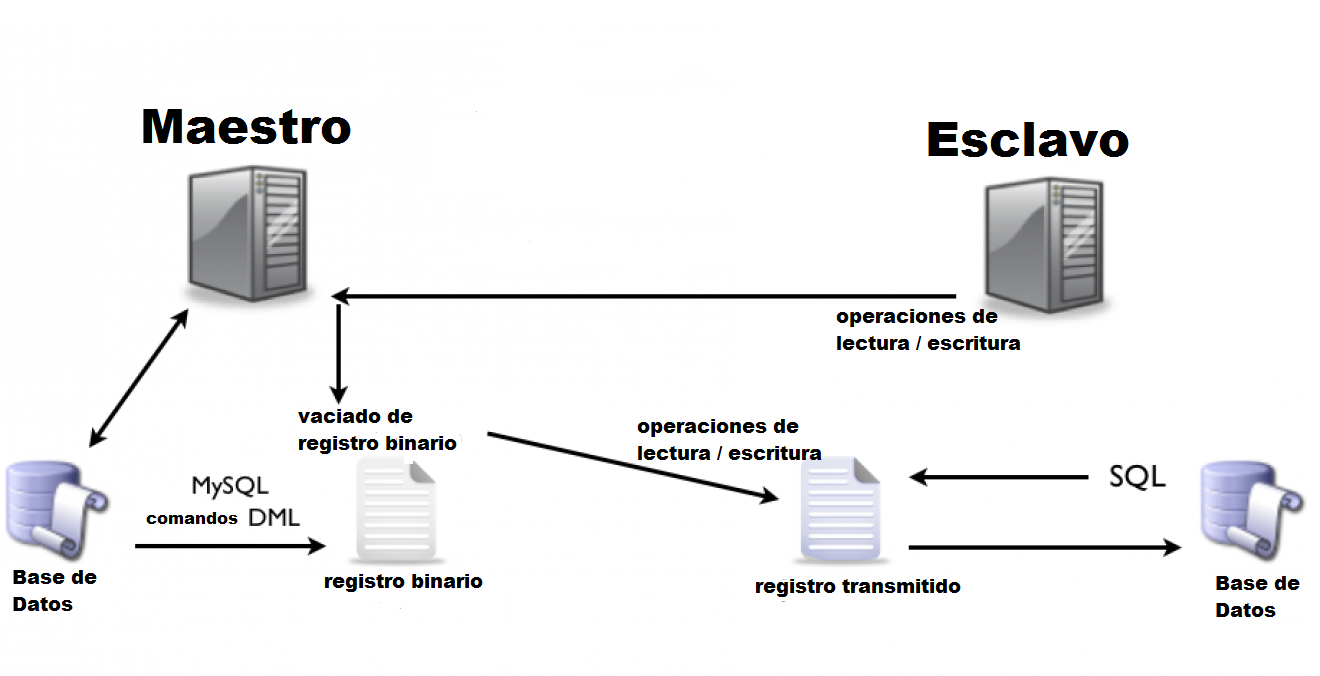 Maestro
Esclavo
operaciones de
lectura / escritura
vaciado de
registro binario
operaciones de
lectura / escritura
MySQL
comandos DML
SQL
registro binario
registro transmitido
Base de
Datos
Base de
Datos